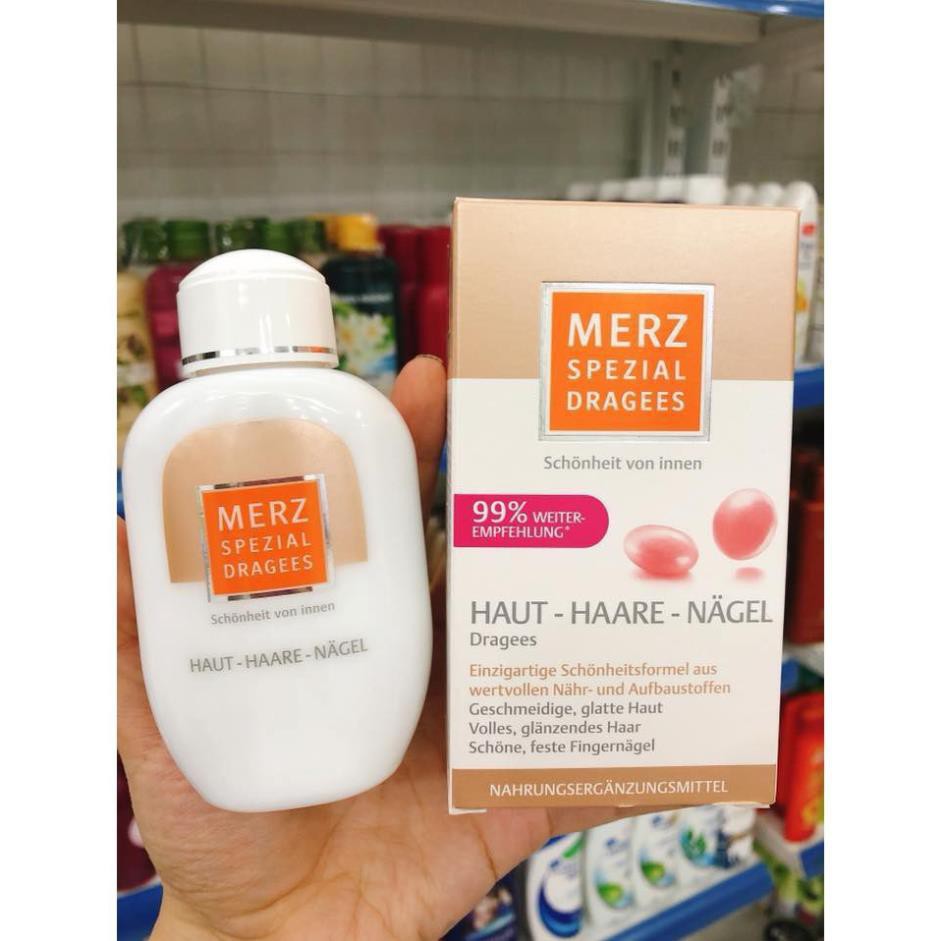 MERZ
SPEZIAL
DRAGEES
Schönheit von innen
HAUT - HAARE - NÄGEL
MERZ
SPEZIAL
DRAGEES
Schönheit von innen
99% WEITER-
EMPFEHLUNG*
HAUT - HAARE - NÄGEL
Dragees
Einzigartige Schönheitsformel aus
wertvollen Nähr- und Aufbaustoffen
Geschmeidige, glatte Haut
Volles, glänzendes Haar
Schöne, feste Fingernägel
NAHRUNGSERGÄNZUNGSMITTEL